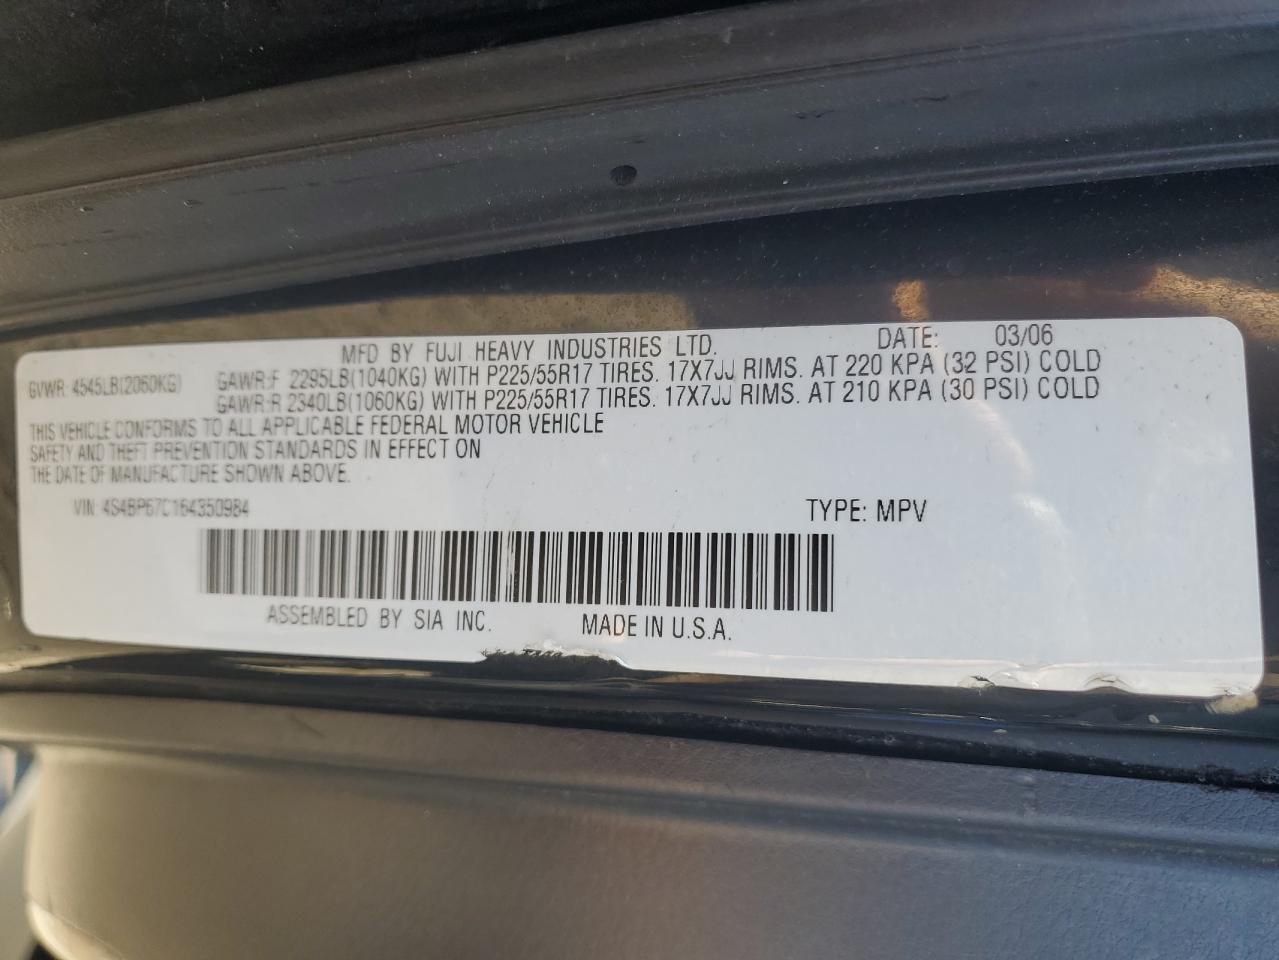 MFD BY FUJI HEAVY INDUSTRIES LTD. DATE: 03/06
GVWR: 4545LB(2060KG) GAWR:F 2295LB(1040KG) WITH P225/55R17 TIRES. 17X7JJ RIMS. AT 220 KPA (32 PSI) COLD
GAWR:R 2340LB(1060KG) WITH P225/55R17 TIRES. 17X7JJ RIMS. AT 210 KPA (30 PSI) COLD
THIS VEHICLE CONFORMS TO ALL APPLICABLE FEDERAL MOTOR VEHICLE
SAFETY AND THEFT PREVENTION STANDARDS IN EFFECT ON
THE DATE OF MANUFACTURE SHOWN ABOVE.
VIN: 4S4BP67C164350984 TYPE: MPV
ASSEMBLED BY SIA INC. MADE IN U.S.A.